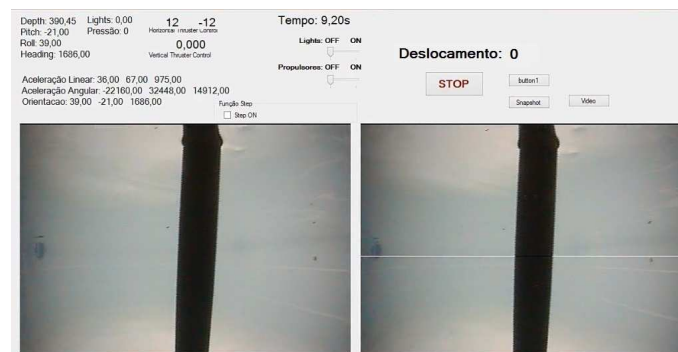 Depth: 390,45 Lights: 0,00
Pitch: -21,00 Pressão: 0
Roll: 39,00
Heading: 1686,00
12 -12
Horizontal Thruster Control
0,000
Vertical Thruster Control
Tempo: 9,20s
Lights: OFF ON
Propulsores: OFF ON
Deslocamento: 0
STOP
button1
Snapshot
Video
Aceleração Linear: 36,00 67,00 975,00
Aceleração Angular: -22160,00 32448,00 14912,00
Orientacao: 39,00 -21,00 1686,00
Função Step
Step ON